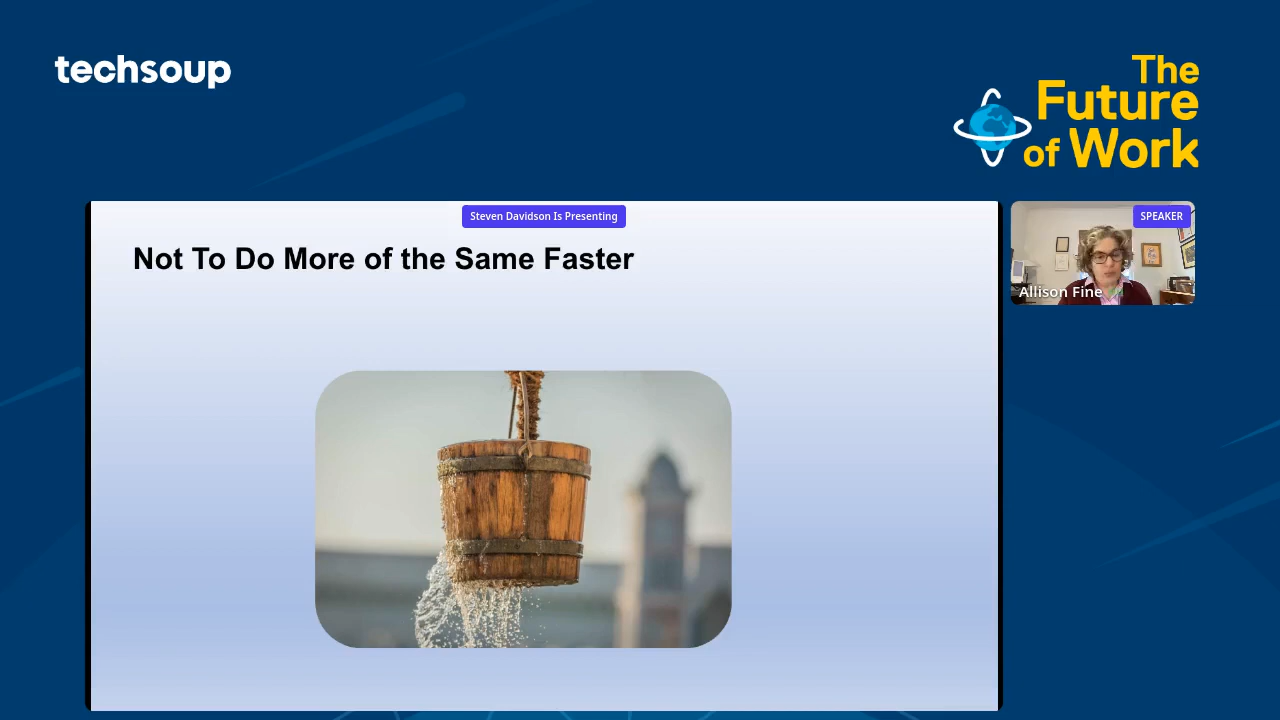 techsoup
The
Future
of Work
Steven Davidson Is Presenting
SPEAKER
Not To Do More of the Same Faster
Allison Fine